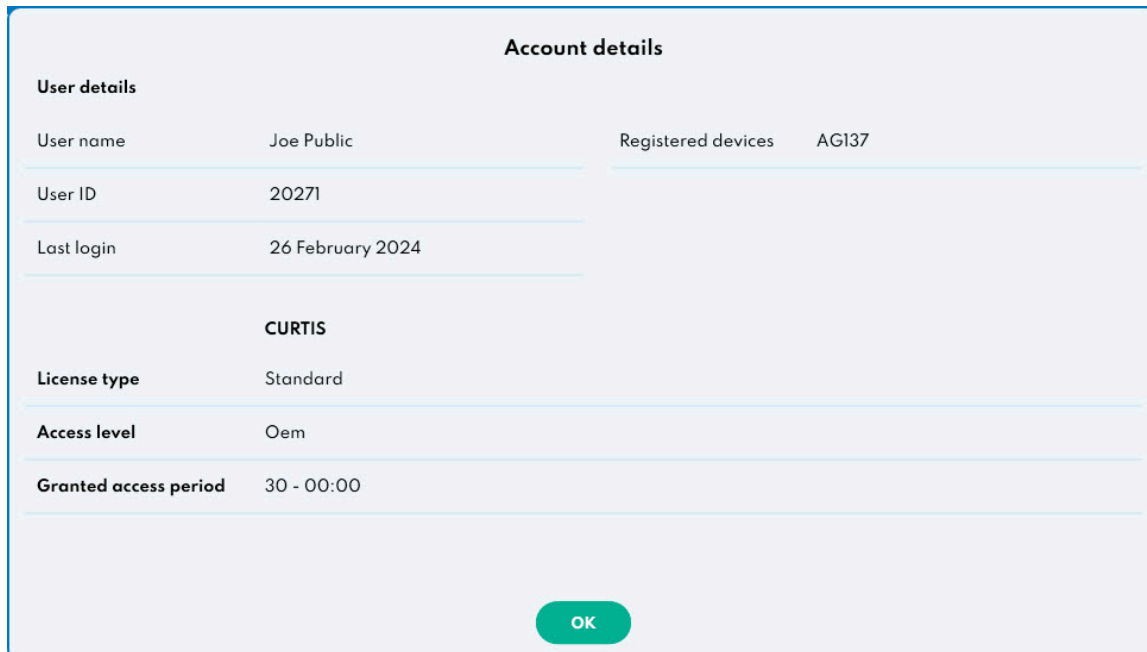 Account details
User details
User name Joe Public Registered devices AG137
User ID 20271
Last login 26 February 2024
CURTIS
License type Standard
Access level Oem
Granted access period 30 - 00:00
OK